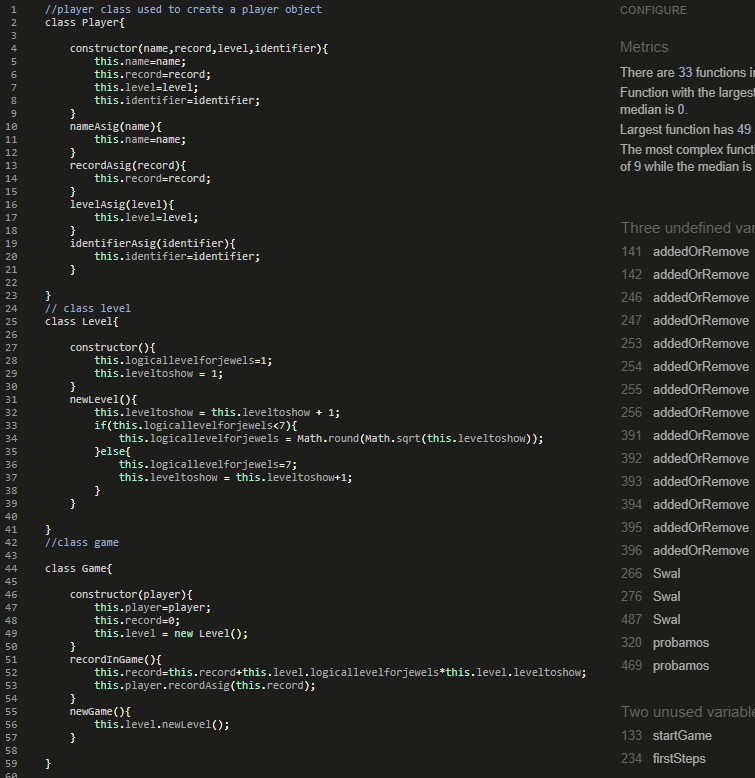 1 //player class used to create a player object
2 class Player{
3
4 constructor(name,record,level,identifier){
5 this.name=name;
6 this.record=record;
7 this.level=level;
8 this.identifier=identifier;
9 }
10 nameAsig(name){
11 this.name=name;
12 }
13 recordAsig(record){
14 this.record=record;
15 }
16 levelAsig(level){
17 this.level=level;
18 }
19 identifierAsig(identifier){
20 this.identifier=identifier;
21 }
22
23 }
24 // class level
25 class Level{
26
27 constructor(){
28 this.logicallevelforjewels=1;
29 this.leveltoshow = 1;
30 }
31 newLevel(){
32 this.leveltoshow = this.leveltoshow + 1;
33 if(this.logicallevelforjewels<7){
34 this.logicallevelforjewels = Math.round(Math.sqrt(this.leveltoshow));
35 }else{
36 this.logicallevelforjewels=7;
37 this.leveltoshow = this.leveltoshow+1;
38 }
39 }
40
41 }
42 //class game
43
44 class Game{
45
46 constructor(player){
47 this.player=player;
48 this.record=0;
49 this.level = new Level();
50 }
51 recordInGame(){
52 this.record=this.record+this.level.logicallevelforjewels*this.level.leveltoshow;
53 this.player.recordAsig(this.record);
54 }
55 newGame(){
56 this.level.newLevel();
57 }
58
59 }
60
CONFIGURE
Metrics
There are 33 functions i
Function with the largest
median is 0.
Largest function has 49
The most complex functi
of 9 while the median is
Three undefined var
141 addedOrRemove
142 addedOrRemove
246 addedOrRemove
247 addedOrRemove
253 addedOrRemove
254 addedOrRemove
255 addedOrRemove
256 addedOrRemove
391 addedOrRemove
392 addedOrRemove
393 addedOrRemove
394 addedOrRemove
395 addedOrRemove
396 addedOrRemove
266 Swal
276 Swal
487 Swal
320 probamos
469 probamos
Two unused variable
133 startGame
234 firstSteps